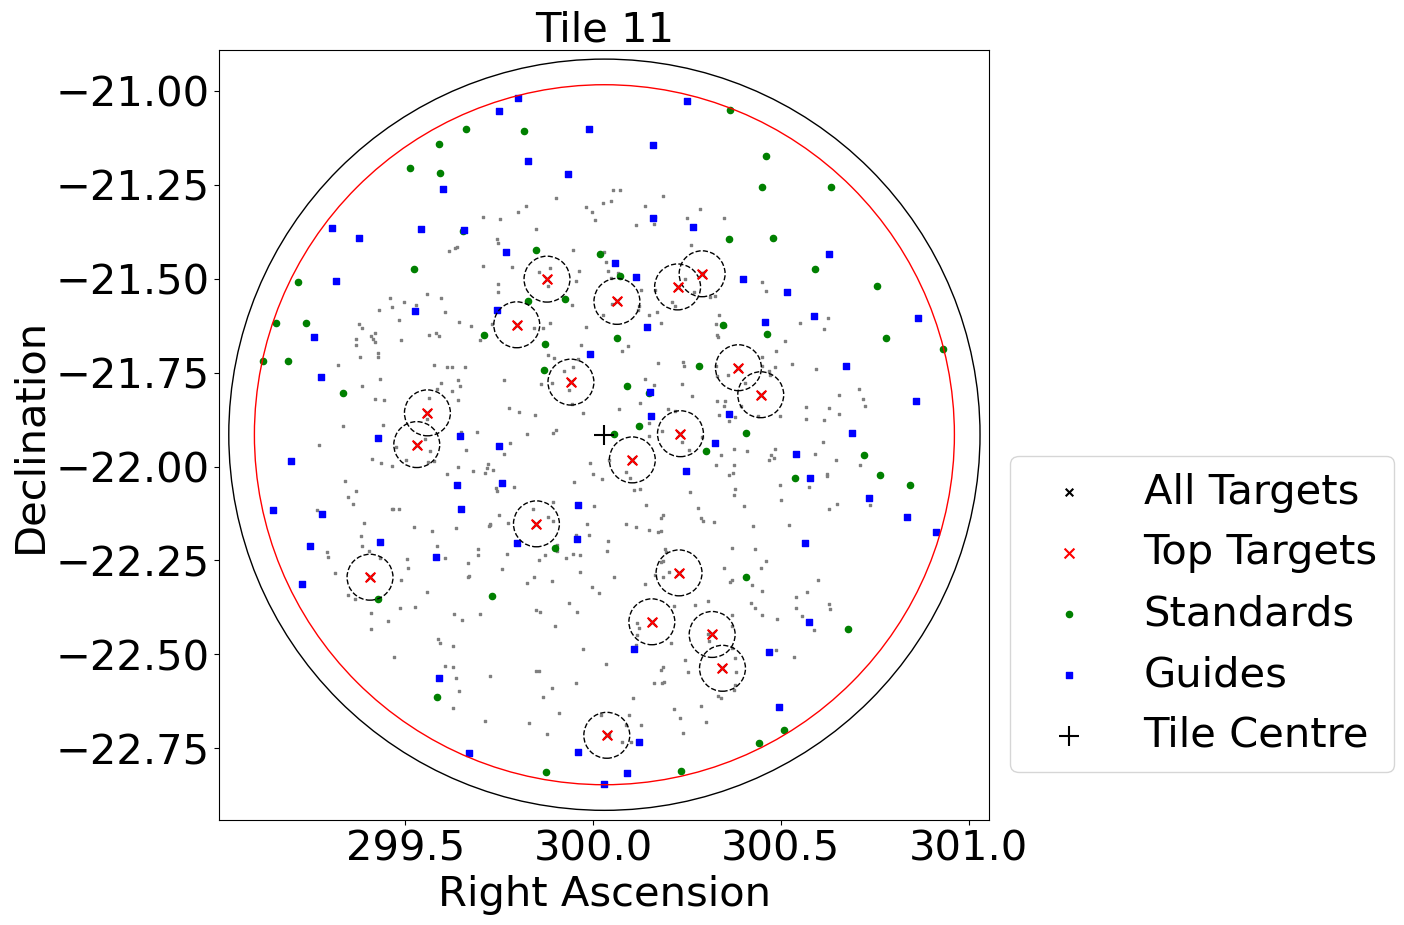 Tile 11
Declination
−21.00
−21.25
−21.50
−21.75
−22.00
−22.25
−22.50
−22.75
299.5
300.0
300.5
301.0
Right Ascension
All Targets
Top Targets
Standards
Guides
Tile Centre